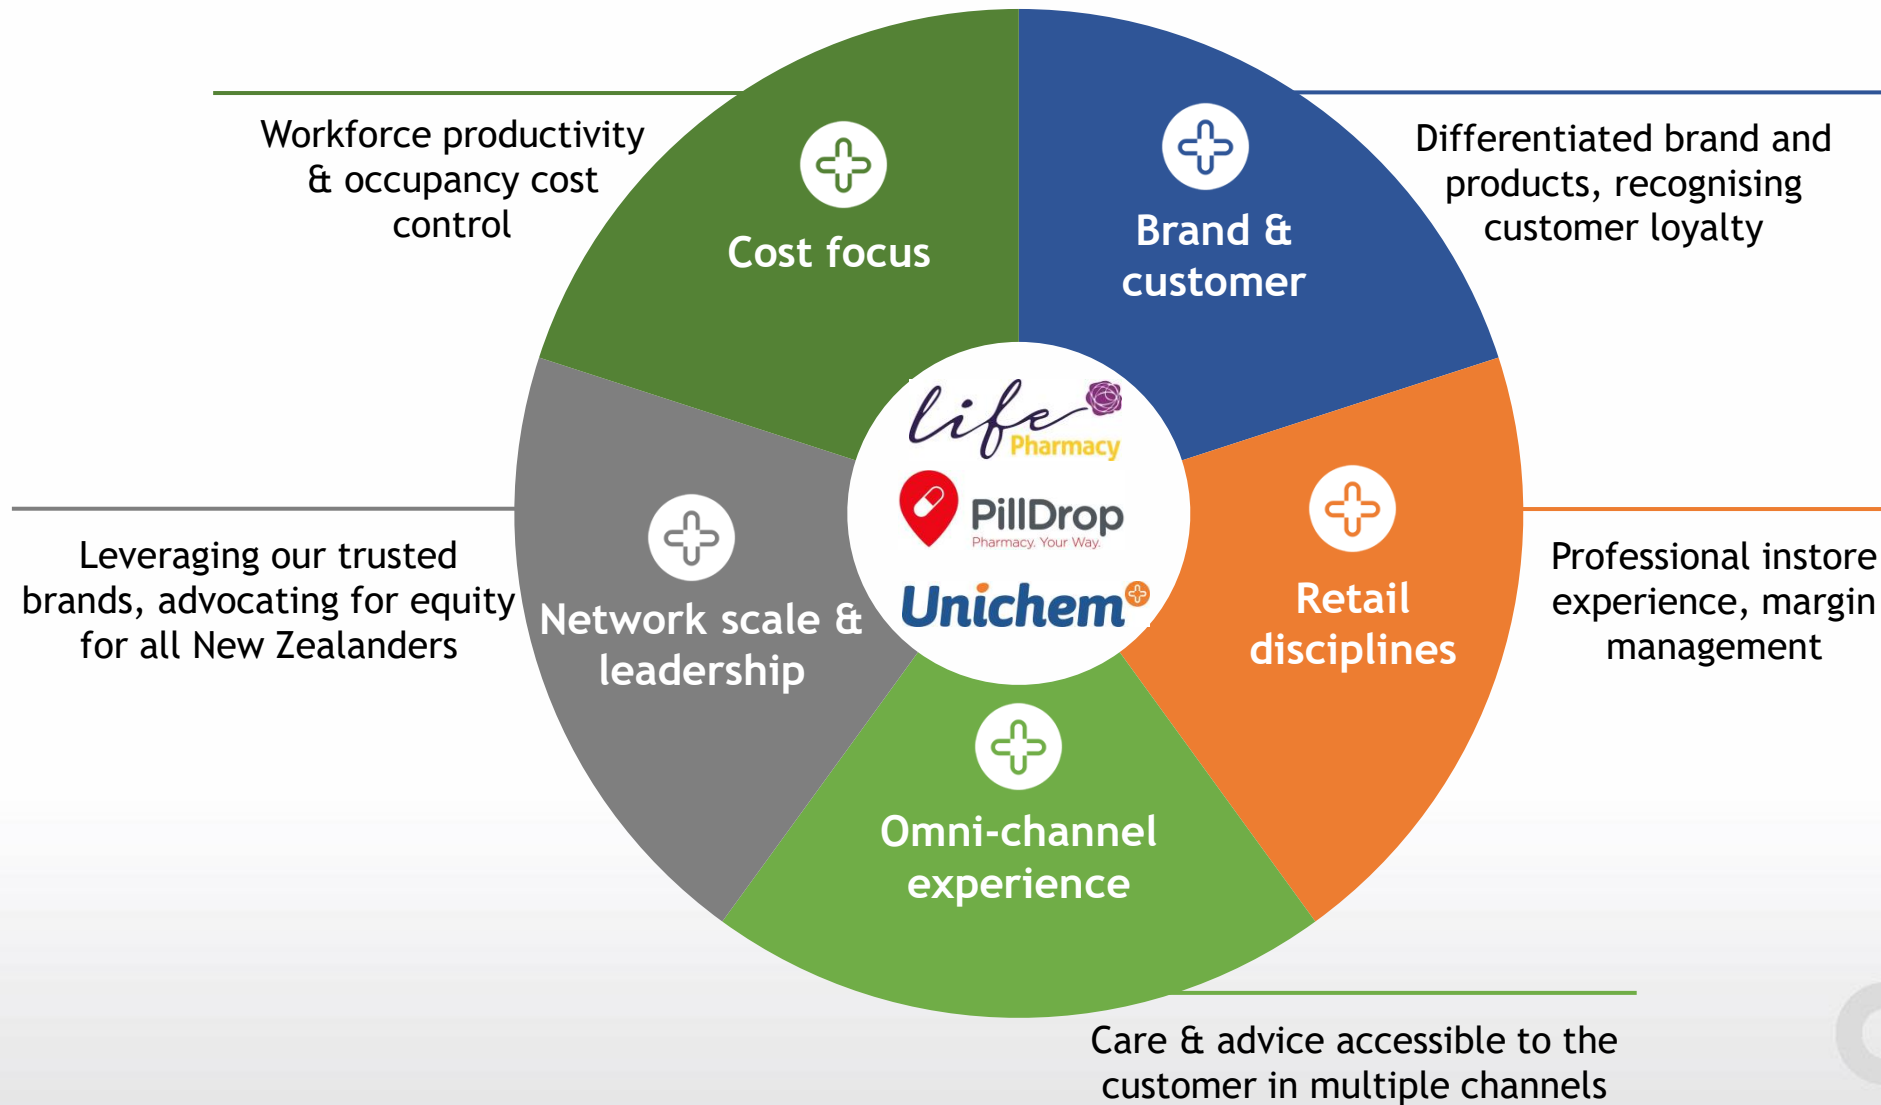 Workforce productivity
& occupancy cost
control
Cost focus
Brand &
customer
Differentiated brand and
products, recognising
customer loyalty
life
Pharmacy
PillDrop
Pharmacy. Your Way.
Unichem
Leveraging our trusted
brands, advocating for equity
for all New Zealanders
Network scale &
leadership
Retail
disciplines
Professional instore
experience, margin
management
Omni-channel
experience
Care & advice accessible to the
customer in multiple channels